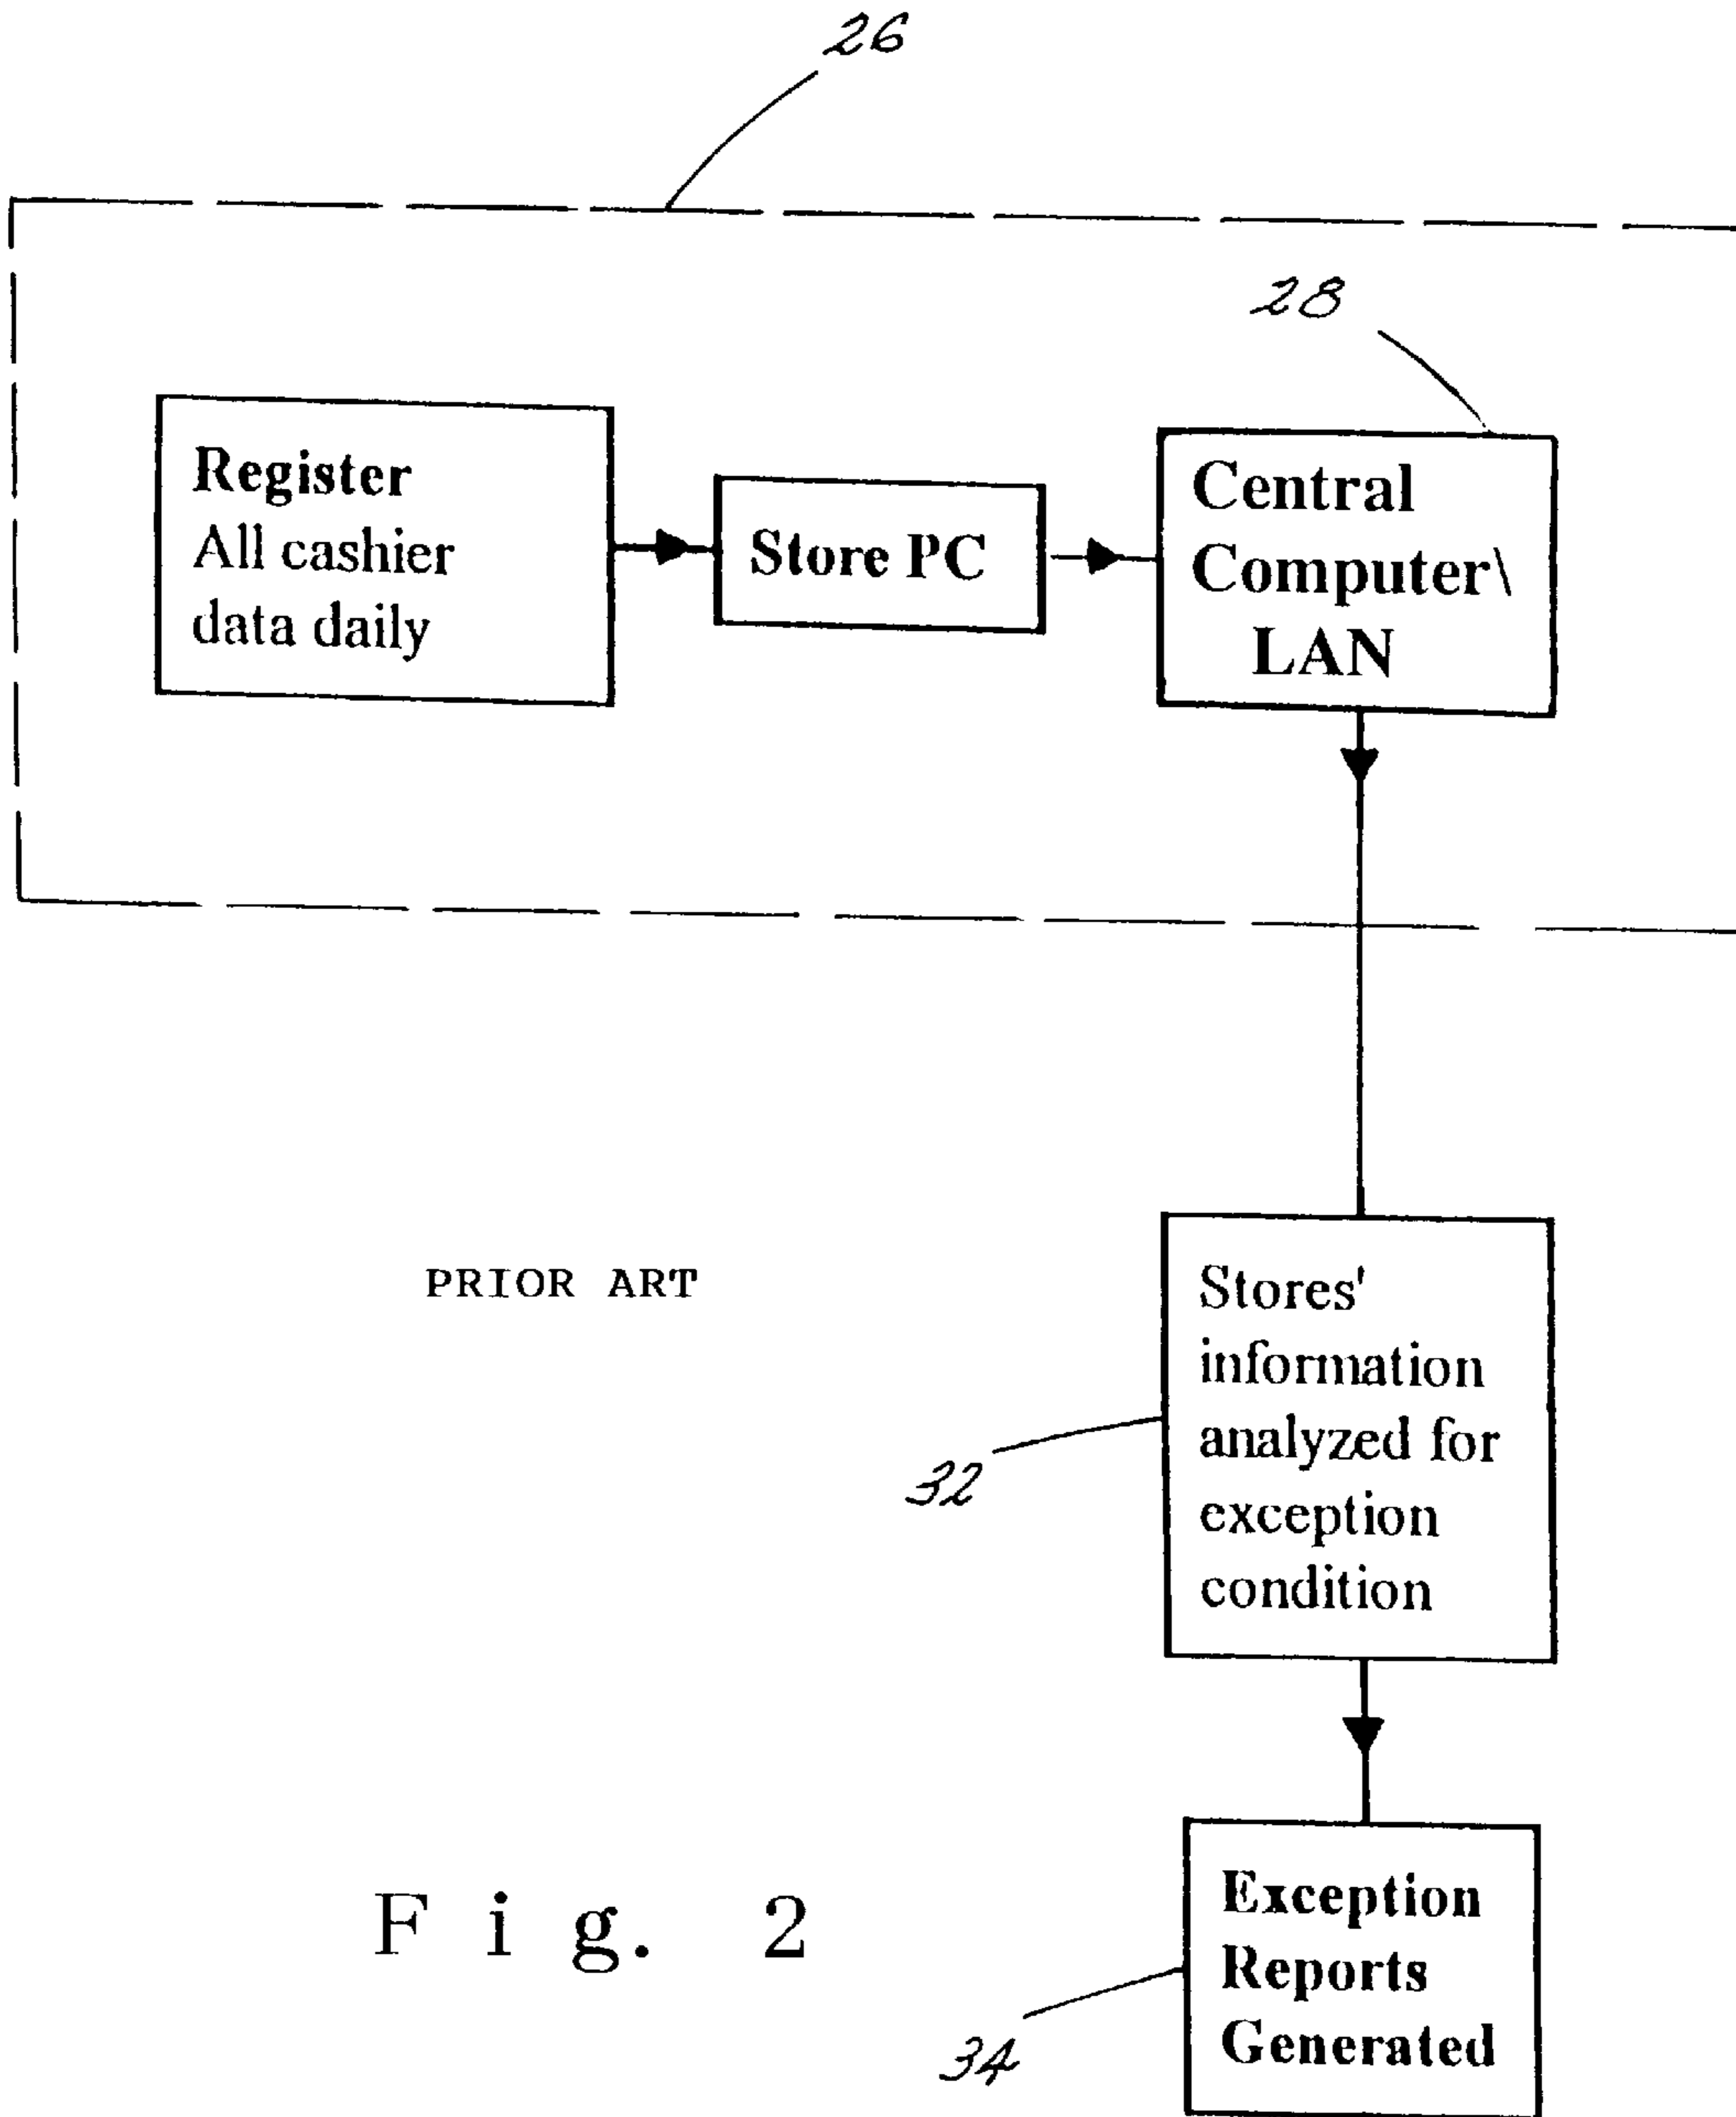 26
28
Register
All cashier
data daily
Store PC
Central
Computer\
LAN
PRIOR ART
Stores'
information
analyzed for
exception
condition
32
Exception
Reports
Generated
34
Fig. 2